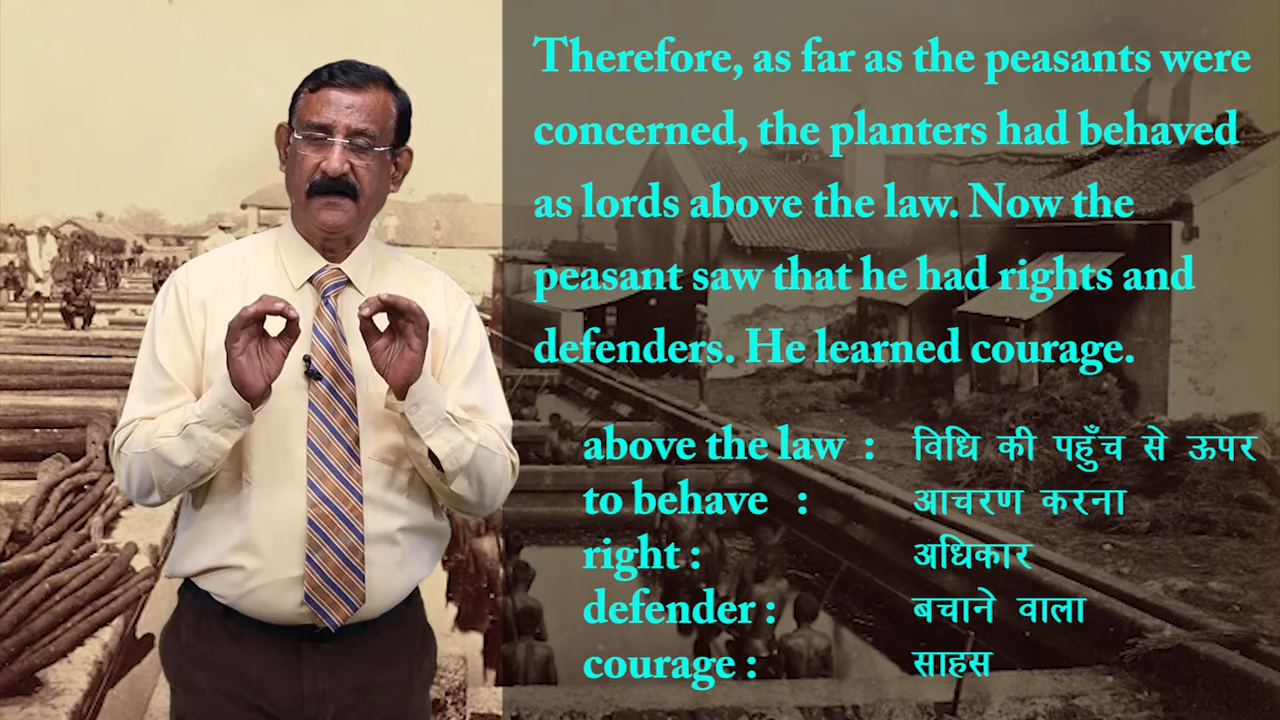 Therefore, as far as the peasants were
concerned, the planters had behaved
as lords above the law. Now the
peasant saw that he had rights and
defenders. He learned courage.
above the law : विधि की पहुँच से ऊपर
to behave : आचरण करना
right : अधिकार
defender : बचाने वाला
courage : साहस